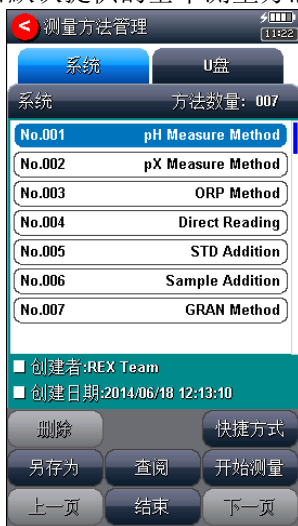 测量方法管理
11:22
系统 U盘
系统 方法数量: 007
No.001 pH Measure Method
No.002 pX Measure Method
No.003 ORP Method
No.004 Direct Reading
No.005 STD Addition
No.006 Sample Addition
No.007 GRAN Method
创建者:REX Team
创建日期:2014/06/18 12:13:10
删除 快捷方式
另存为 查阅 开始测量
上一页 结束 下一页